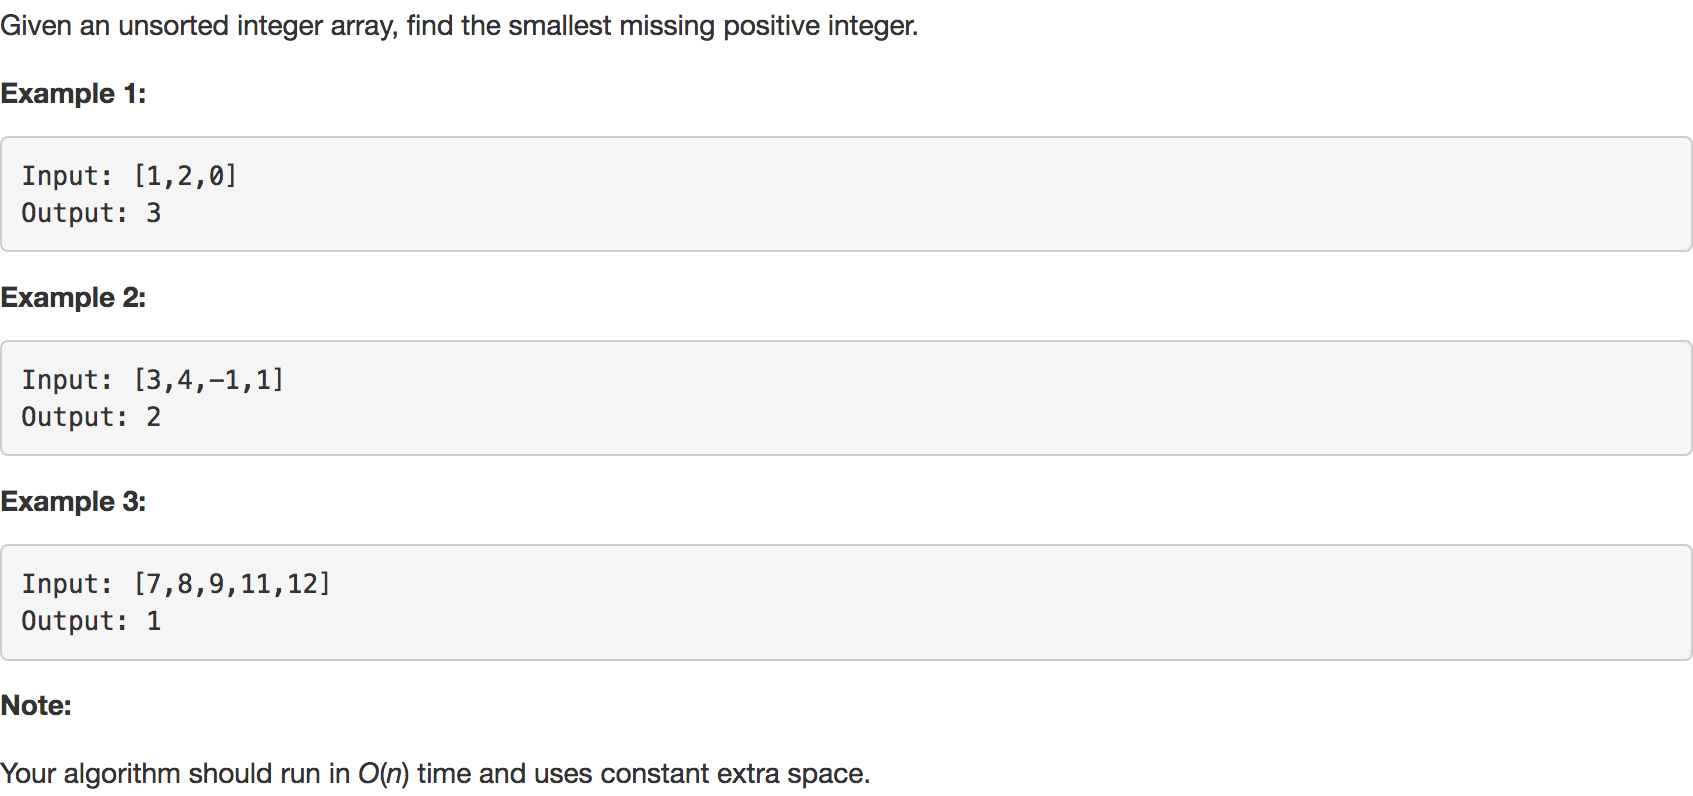 Given an unsorted integer array, find the smallest missing positive integer.
Example 1:
Input: [1,2,0]
Output: 3
Example 2:
Input: [3,4,-1,1]
Output: 2
Example 3:
Input: [7,8,9,11,12]
Output: 1
Note:
Your algorithm should run in O(n) time and uses constant extra space.